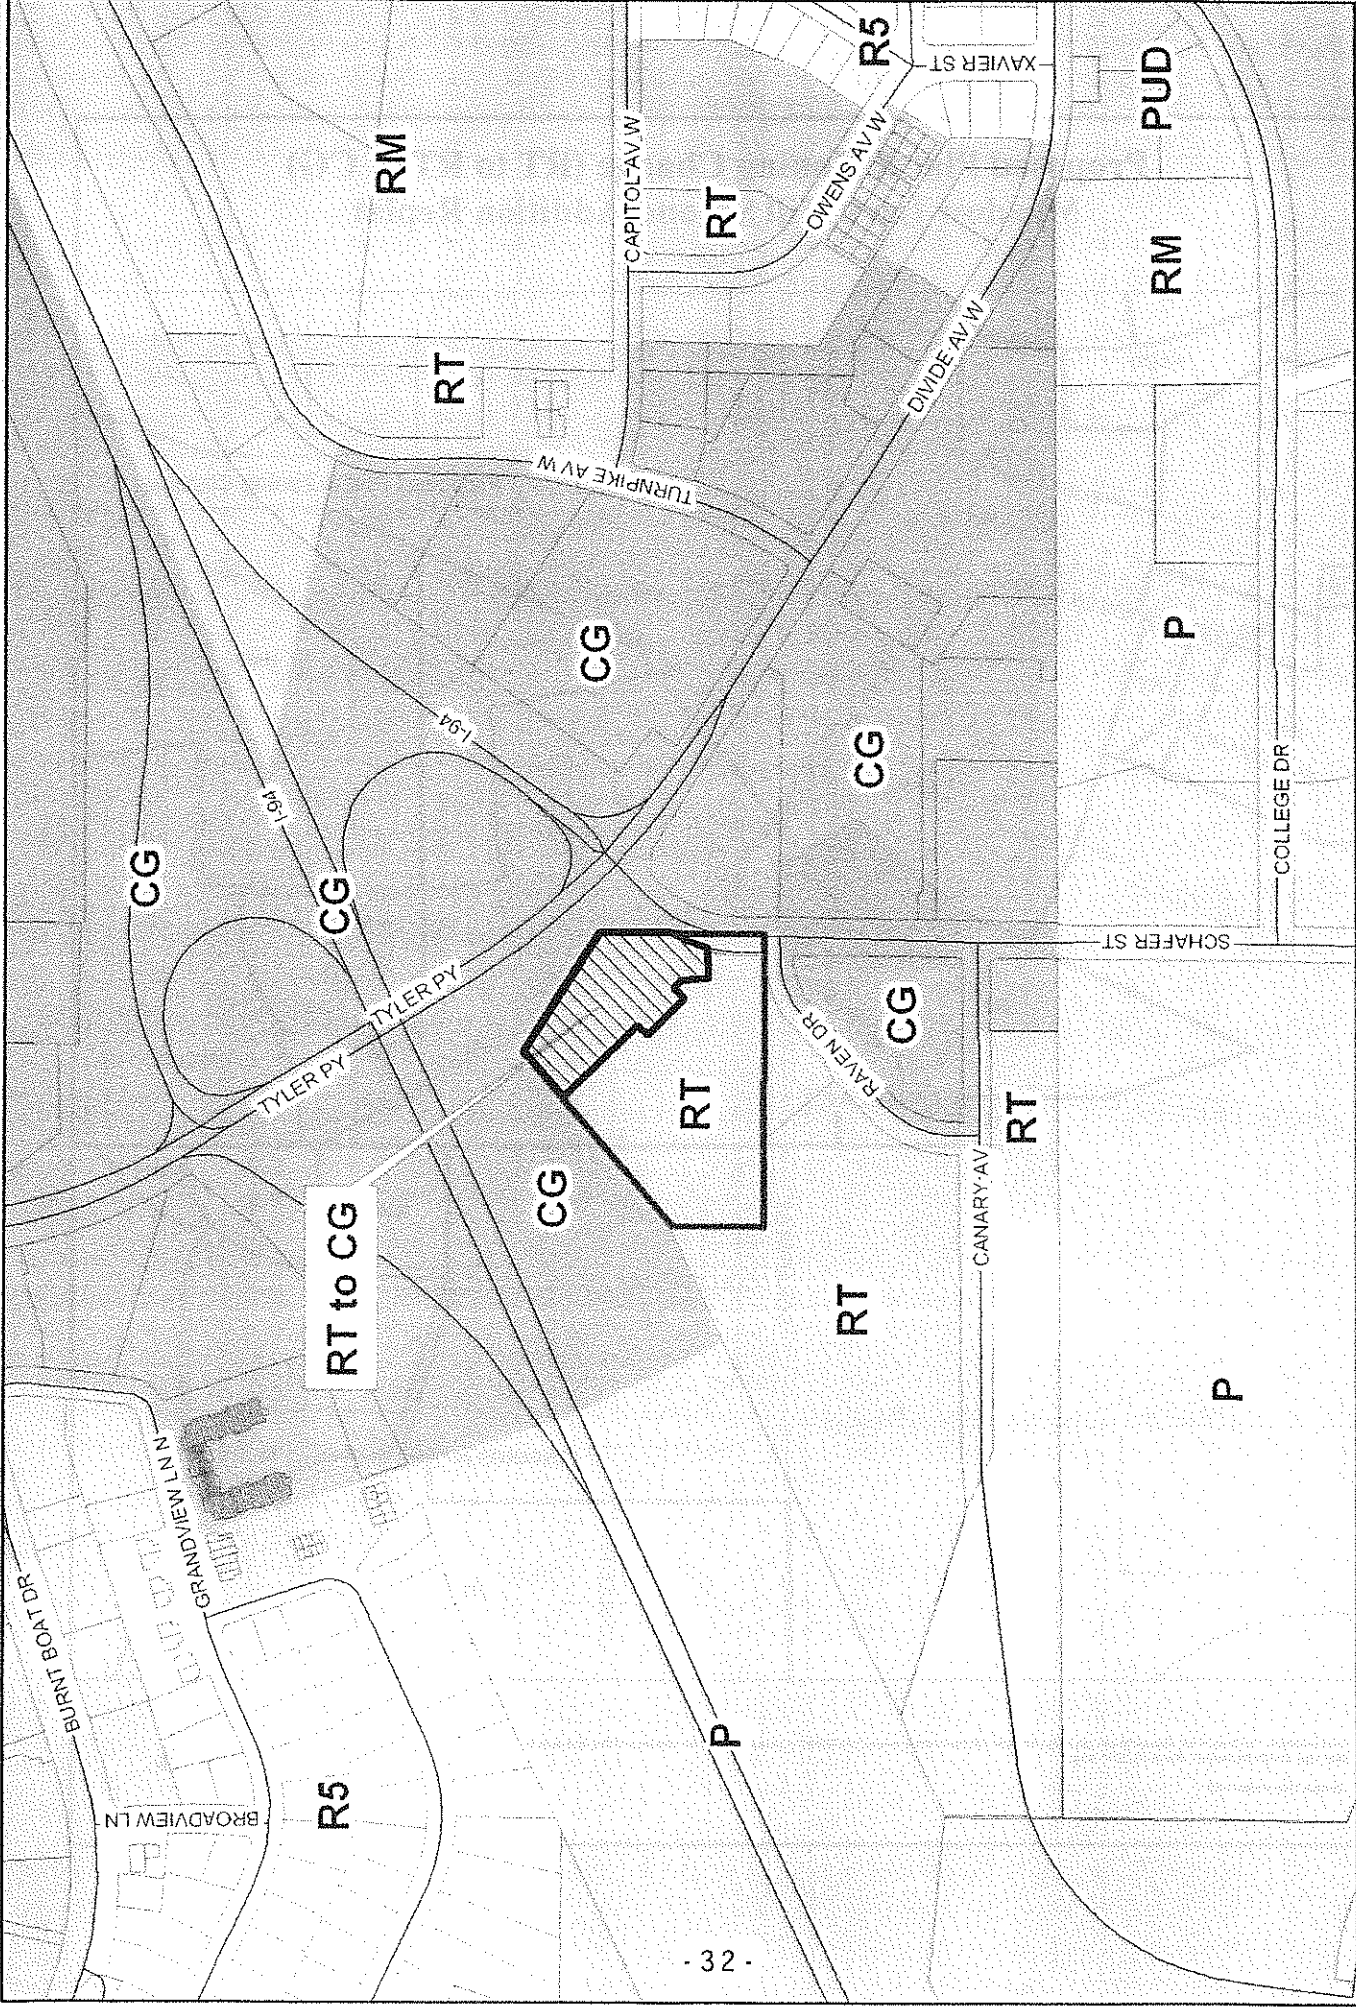 BURNT BOAT DR
GRANDVIEW LN N
BROADVIEW LN
R5
RT to CG
TYLER PY
TYLER PY
CG
CG
I-94
I-94
CG
CG
RT
P
RT
RAVEN DR
CG
CANARY AV
RT
P
SCHAFER ST
COLLEGE DR
CG
P
TURNPIKE AV W
DIVIDE AV W
RT
RM
CAPITOL AV W
RT
OWENS AV W
R5
XAVIER ST
RM
PUD
- 32 -